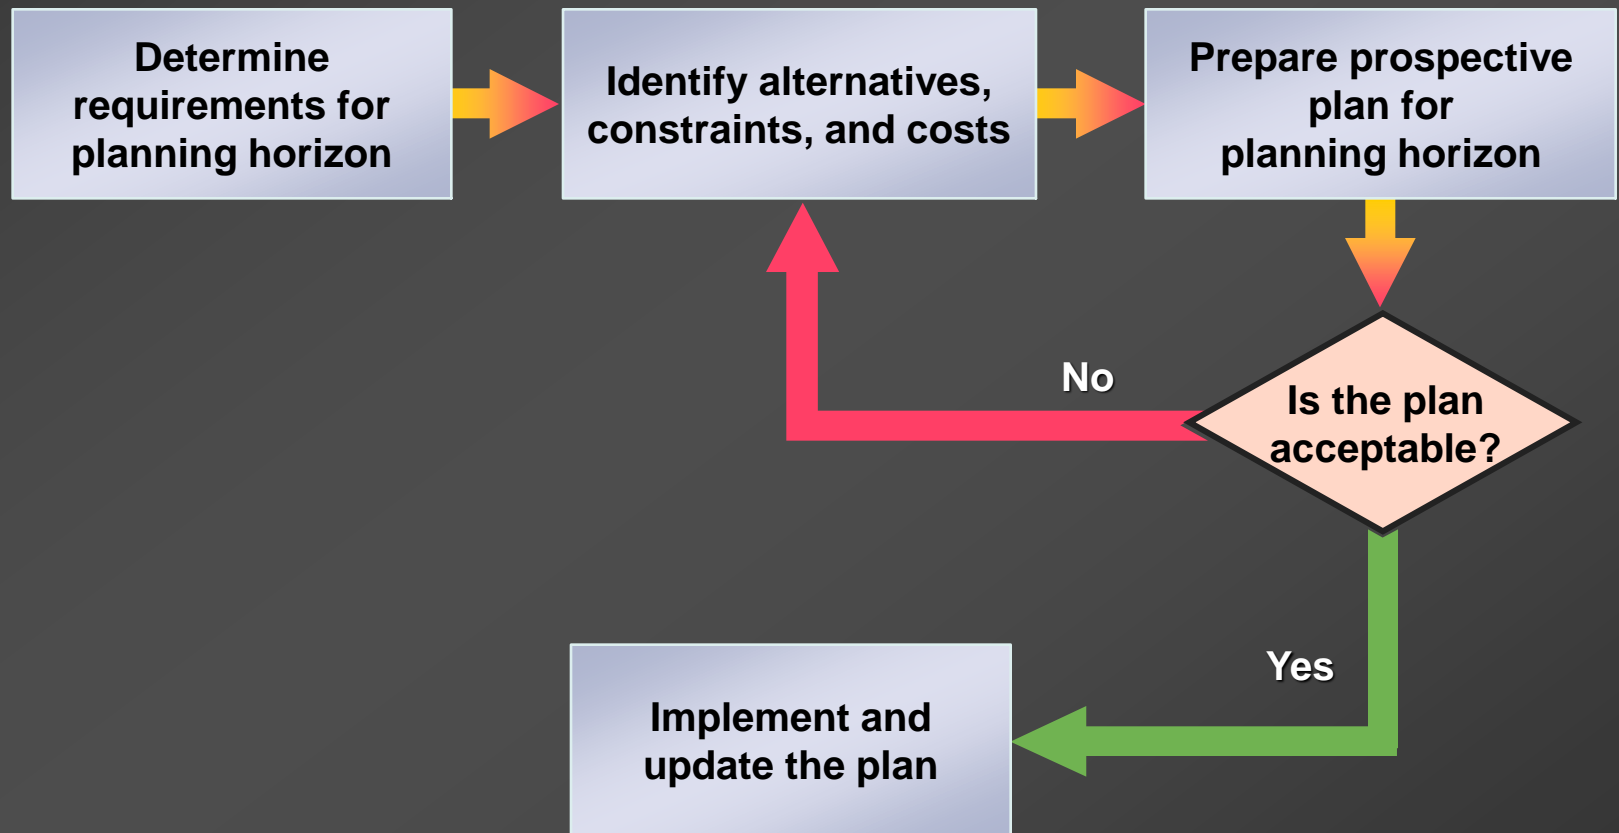 Determine
requirements for
planning horizon
Identify alternatives,
constraints, and costs
Prepare prospective
plan for
planning horizon
No
Is the plan
acceptable?
Yes
Implement and
update the plan